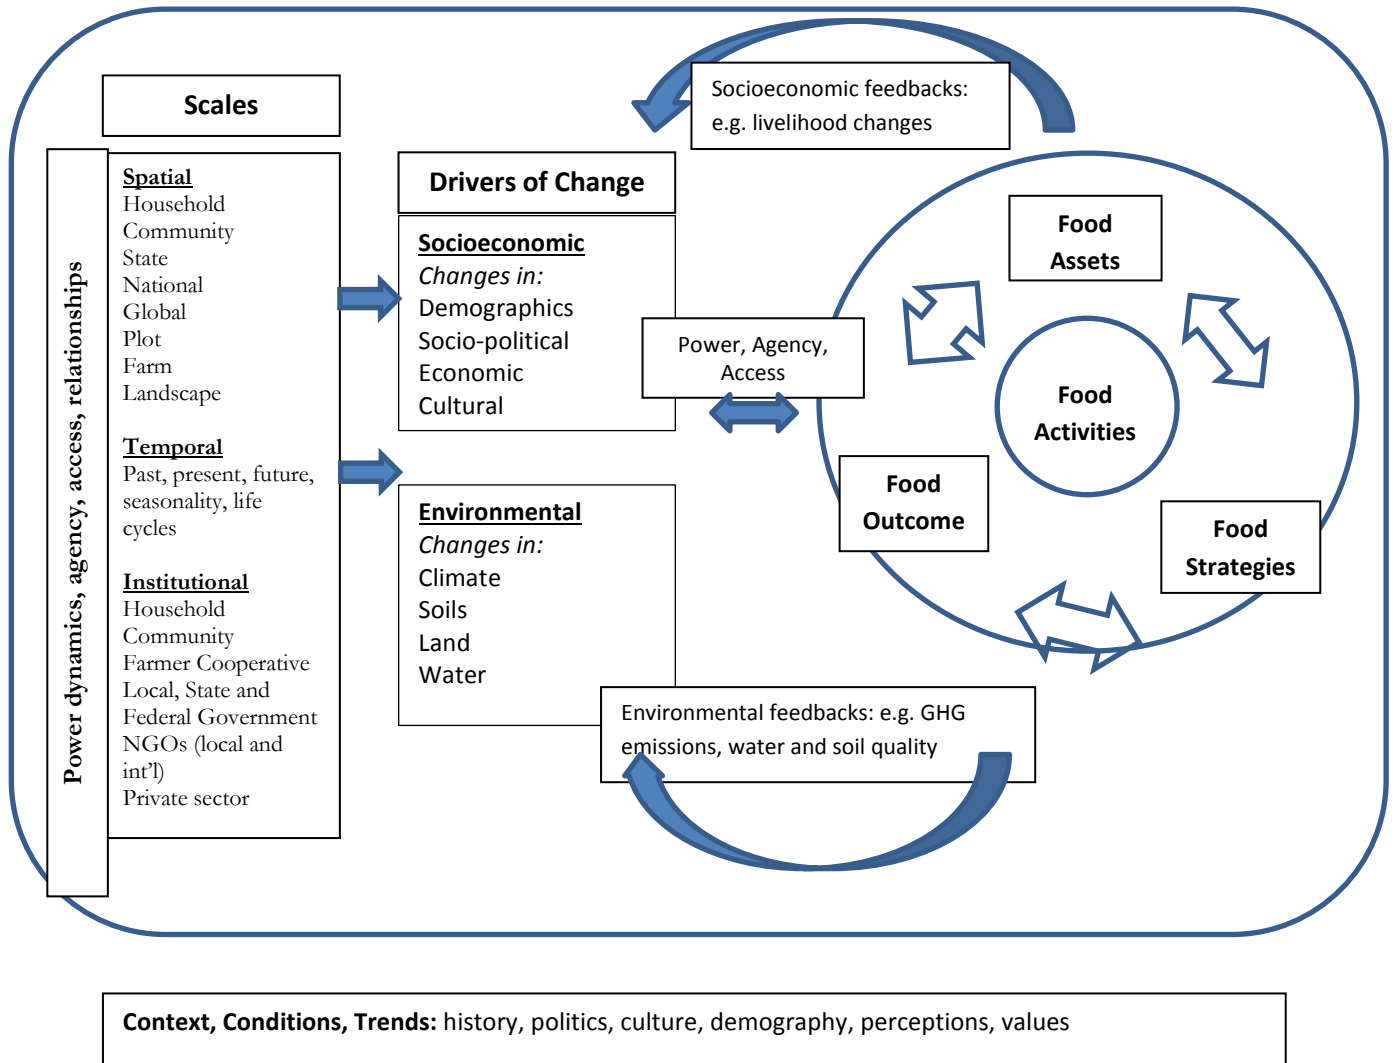 Scales
Power dynamics, agency, access, relationships
Spatial
Household
Community
State
National
Global
Plot
Farm
Landscape
Temporal
Past, present, future,
seasonality, life
cycles
Institutional
Household
Community
Farmer Cooperative
Local, State and
Federal Government
NGOs (local and
int'l)
Private sector
Drivers of Change
Socioeconomic
Changes in:
Demographics
Socio-political
Economic
Cultural
Environmental
Changes in:
Climate
Soils
Land
Water
Socioeconomic feedbacks:
e.g. livelihood changes
Power, Agency,
Access
Food
Assets
Food
Activities
Food
Outcome
Food
Strategies
Environmental feedbacks: e.g. GHG
emissions, water and soil quality
Context, Conditions, Trends: history, politics, culture, demography, perceptions, values